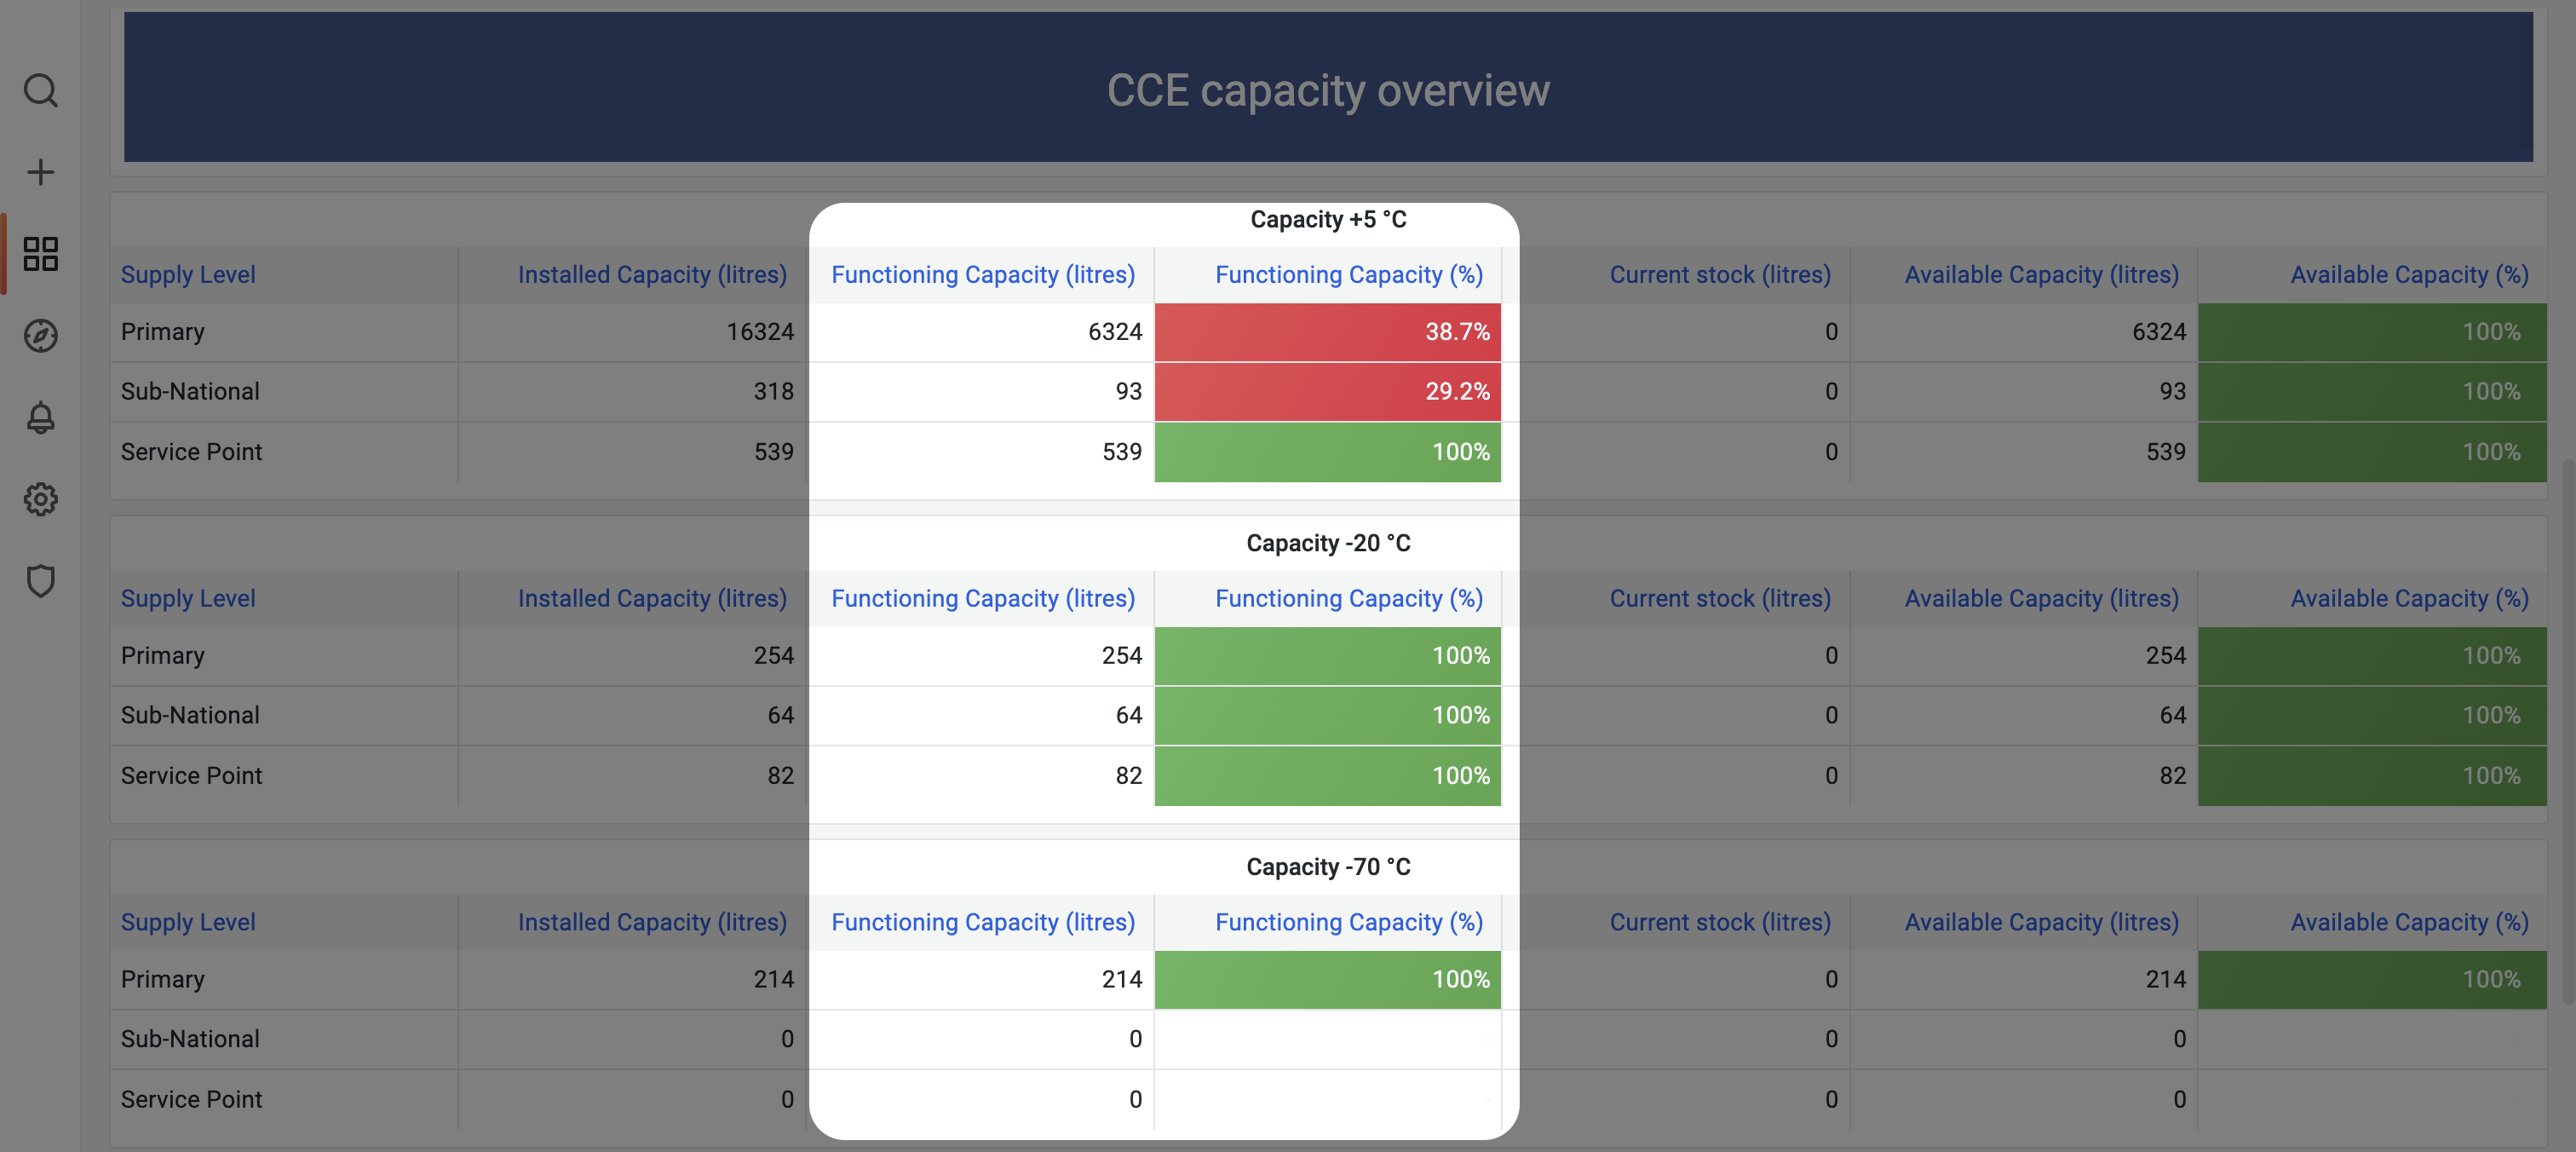 CCE capacity overview
Capacity +5 °C
Supply Level Installed Capacity (litres) Functioning Capacity (litres) Functioning Capacity (%) Current stock (litres) Available Capacity (litres) Available Capacity (%)
Primary 16324 6324 38.7% 0 6324 100%
Sub-National 318 93 29.2% 0 93 100%
Service Point 539 539 100% 0 539 100%
Capacity -20 °C
Supply Level Installed Capacity (litres) Functioning Capacity (litres) Functioning Capacity (%) Current stock (litres) Available Capacity (litres) Available Capacity (%)
Primary 254 254 100% 0 254 100%
Sub-National 64 64 100% 0 64 100%
Service Point 82 82 100% 0 82 100%
Capacity -70 °C
Supply Level Installed Capacity (litres) Functioning Capacity (litres) Functioning Capacity (%) Current stock (litres) Available Capacity (litres) Available Capacity (%)
Primary 214 214 100% 0 214 100%
Sub-National 0 0 - 0 0
Service Point 0 0 - 0 0